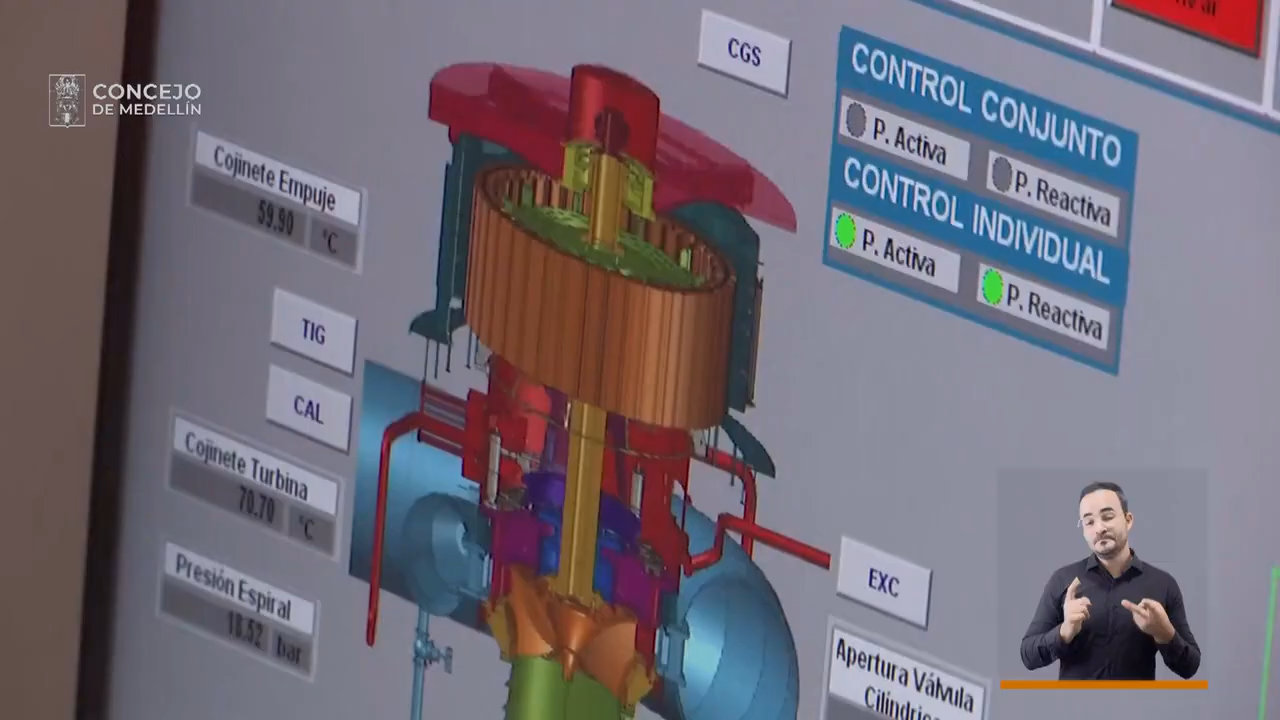 CONCEJO
DE MEDELLÍN
CGS
CONTROL CONJUNTO
P. Activa
P. Reactiva
CONTROL INDIVIDUAL
P. Activa
P. Reactiva
Cojinete Empuje
59.90 °C
TIG
CAL
Cojinete Turbina
70.70 °C
Presión Espiral
18.52 bar
EXC
Apertura Válvula